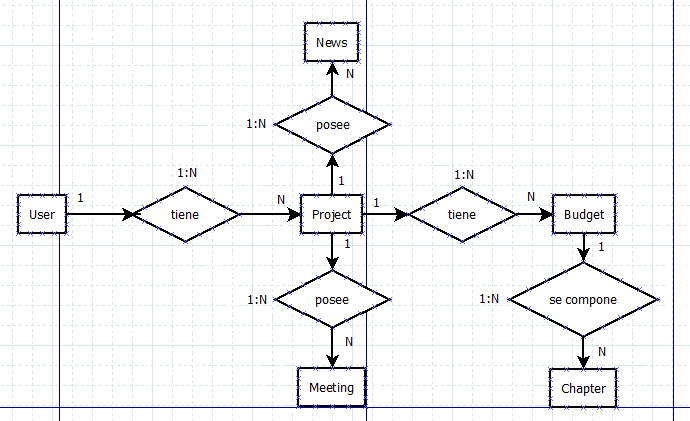 News
N
1:N
posee
1
1:N
1:N
User
1
tiene
N
Project
1
tiene
N
Budget
1
1
1:N
posee
1:N
se compone
N
N
Meeting
Chapter